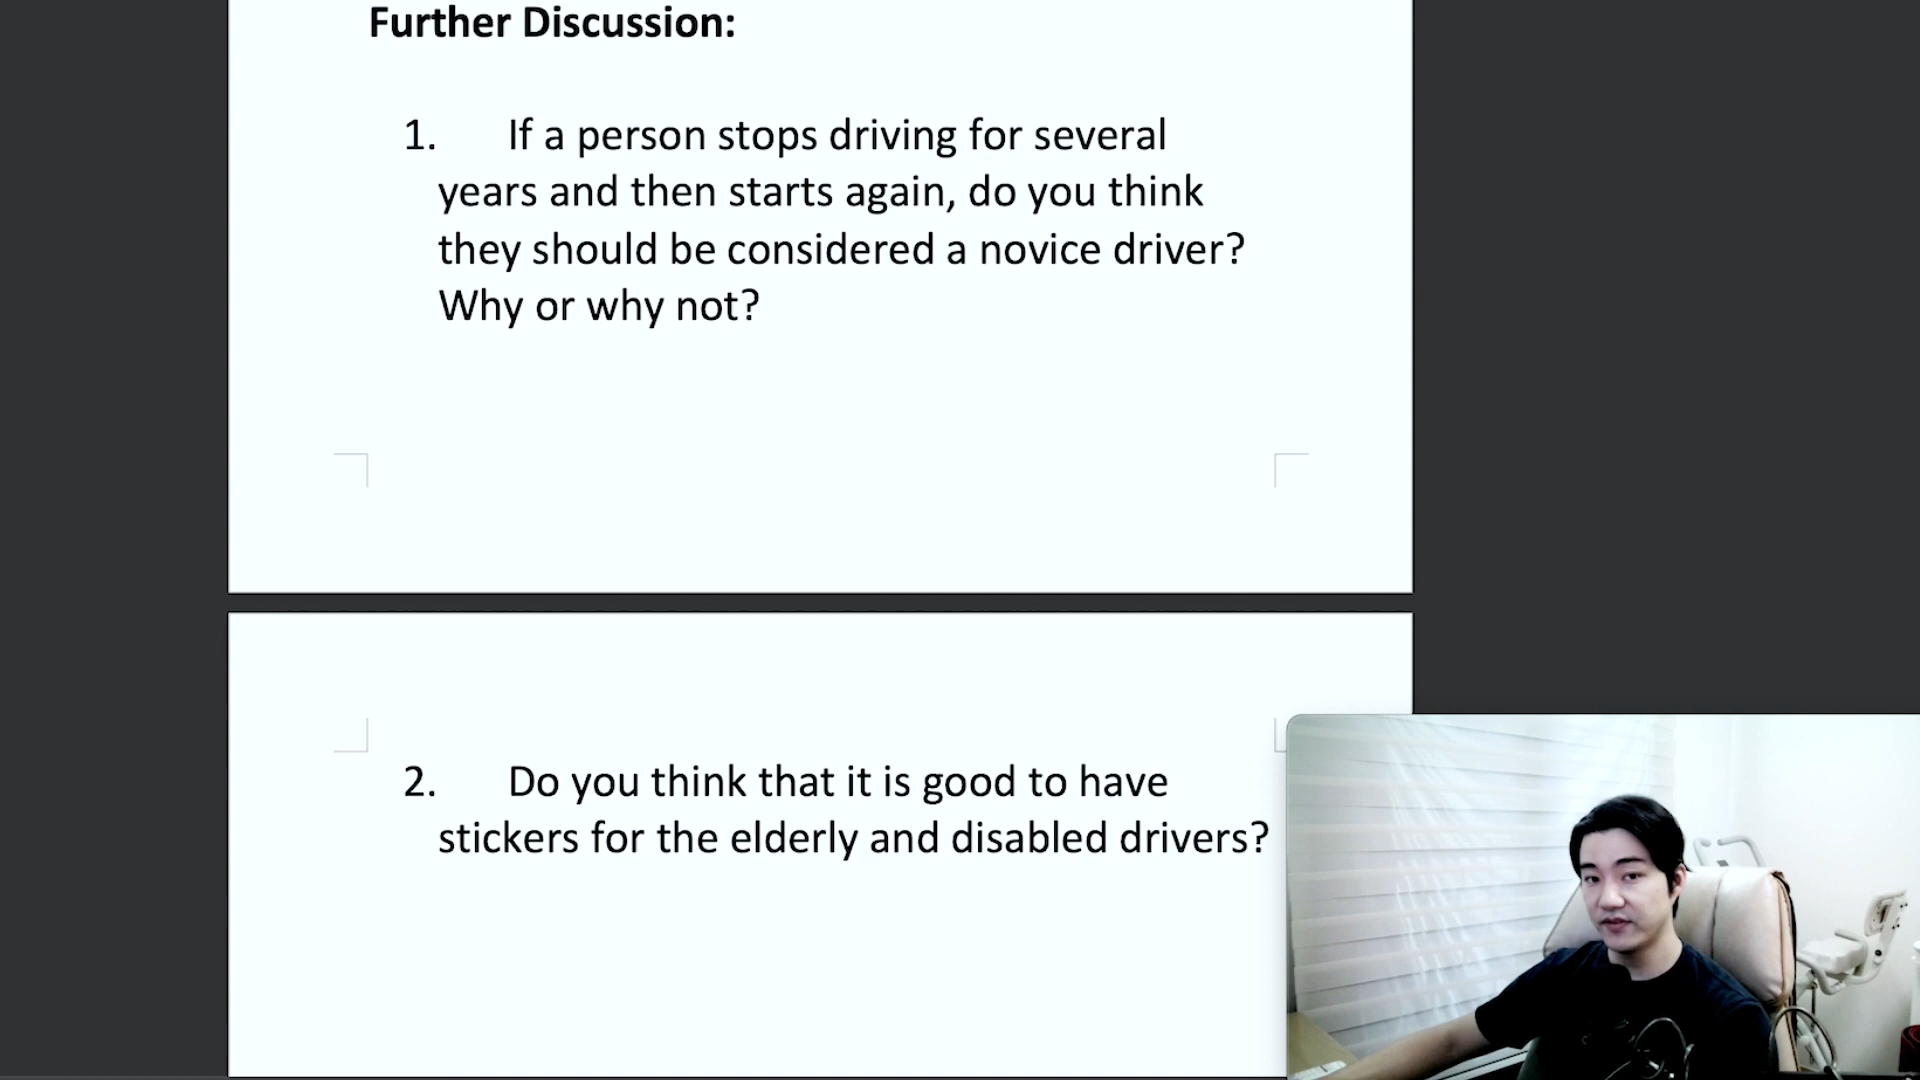 Further Discussion:
1. If a person stops driving for several
years and then starts again, do you think
they should be considered a novice driver?
Why or why not?
2. Do you think that it is good to have
stickers for the elderly and disabled drivers?